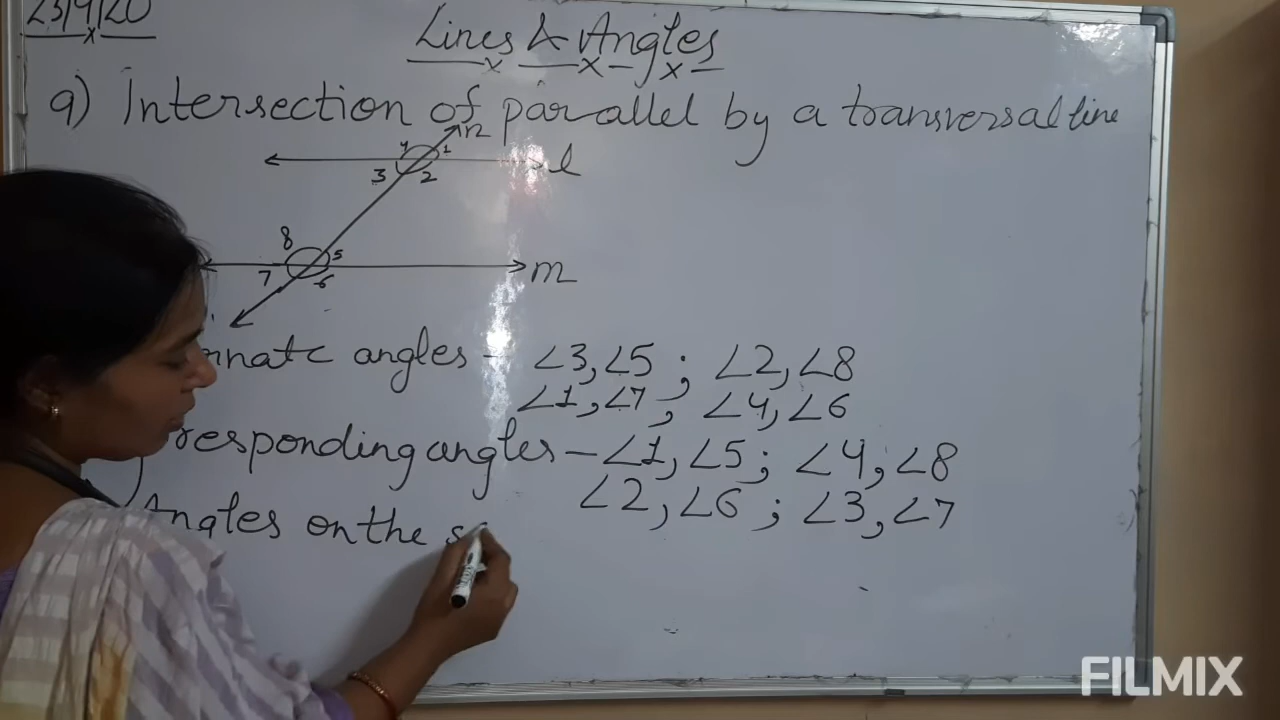 23/9/20
Lines & Angles
9) Intersection of parallel by a transversal line
n
4 1
l
3 2
8
5
m
7 6
rnate angles - ∠3, ∠5 ; ∠2, ∠8
∠1, ∠7 ; ∠4, ∠6
rresponding angles - ∠1, ∠5 ; ∠4, ∠8
∠2, ∠6 ; ∠3, ∠7
Angles on the s
FILMIX